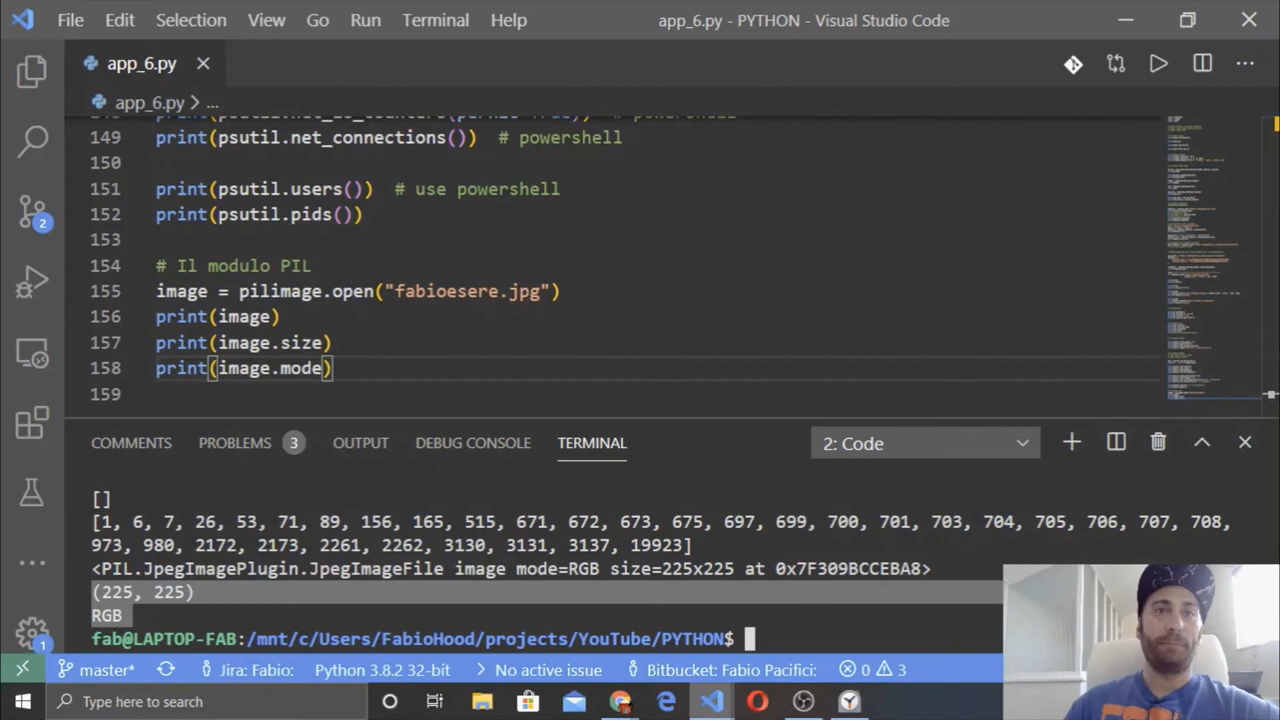 File Edit Selection View Go Run Terminal Help app_6.py - PYTHON - Visual Studio Code
app_6.py
app_6.py > ...
149 print(psutil.net_connections()) # powershell
150
151 print(psutil.users()) # use powershell
152 print(psutil.pids())
153
154 # Il modulo PIL
155 image = pilimage.open("fabioesere.jpg")
156 print(image)
157 print(image.size)
158 print(image.mode)
159
COMMENTS PROBLEMS 3 OUTPUT DEBUG CONSOLE TERMINAL 2: Code
[]
[1, 6, 7, 26, 53, 71, 89, 156, 165, 515, 671, 672, 673, 675, 697, 699, 700, 701, 703, 704, 705, 706, 707, 708,
973, 980, 2172, 2173, 2261, 2262, 3130, 3131, 3137, 19923]
<PIL.JpegImagePlugin.JpegImageFile image mode=RGB size=225x225 at 0x7F309BCCEBA8>
(225, 225)
RGB
fab@LAPTOP-FAB:/mnt/c/Users/FabioHood/projects/YouTube/PYTHON$
2
1
master* Jira: Fabio: Python 3.8.2 32-bit No active issue Bitbucket: Fabio Pacifici: 0 3
Type here to search